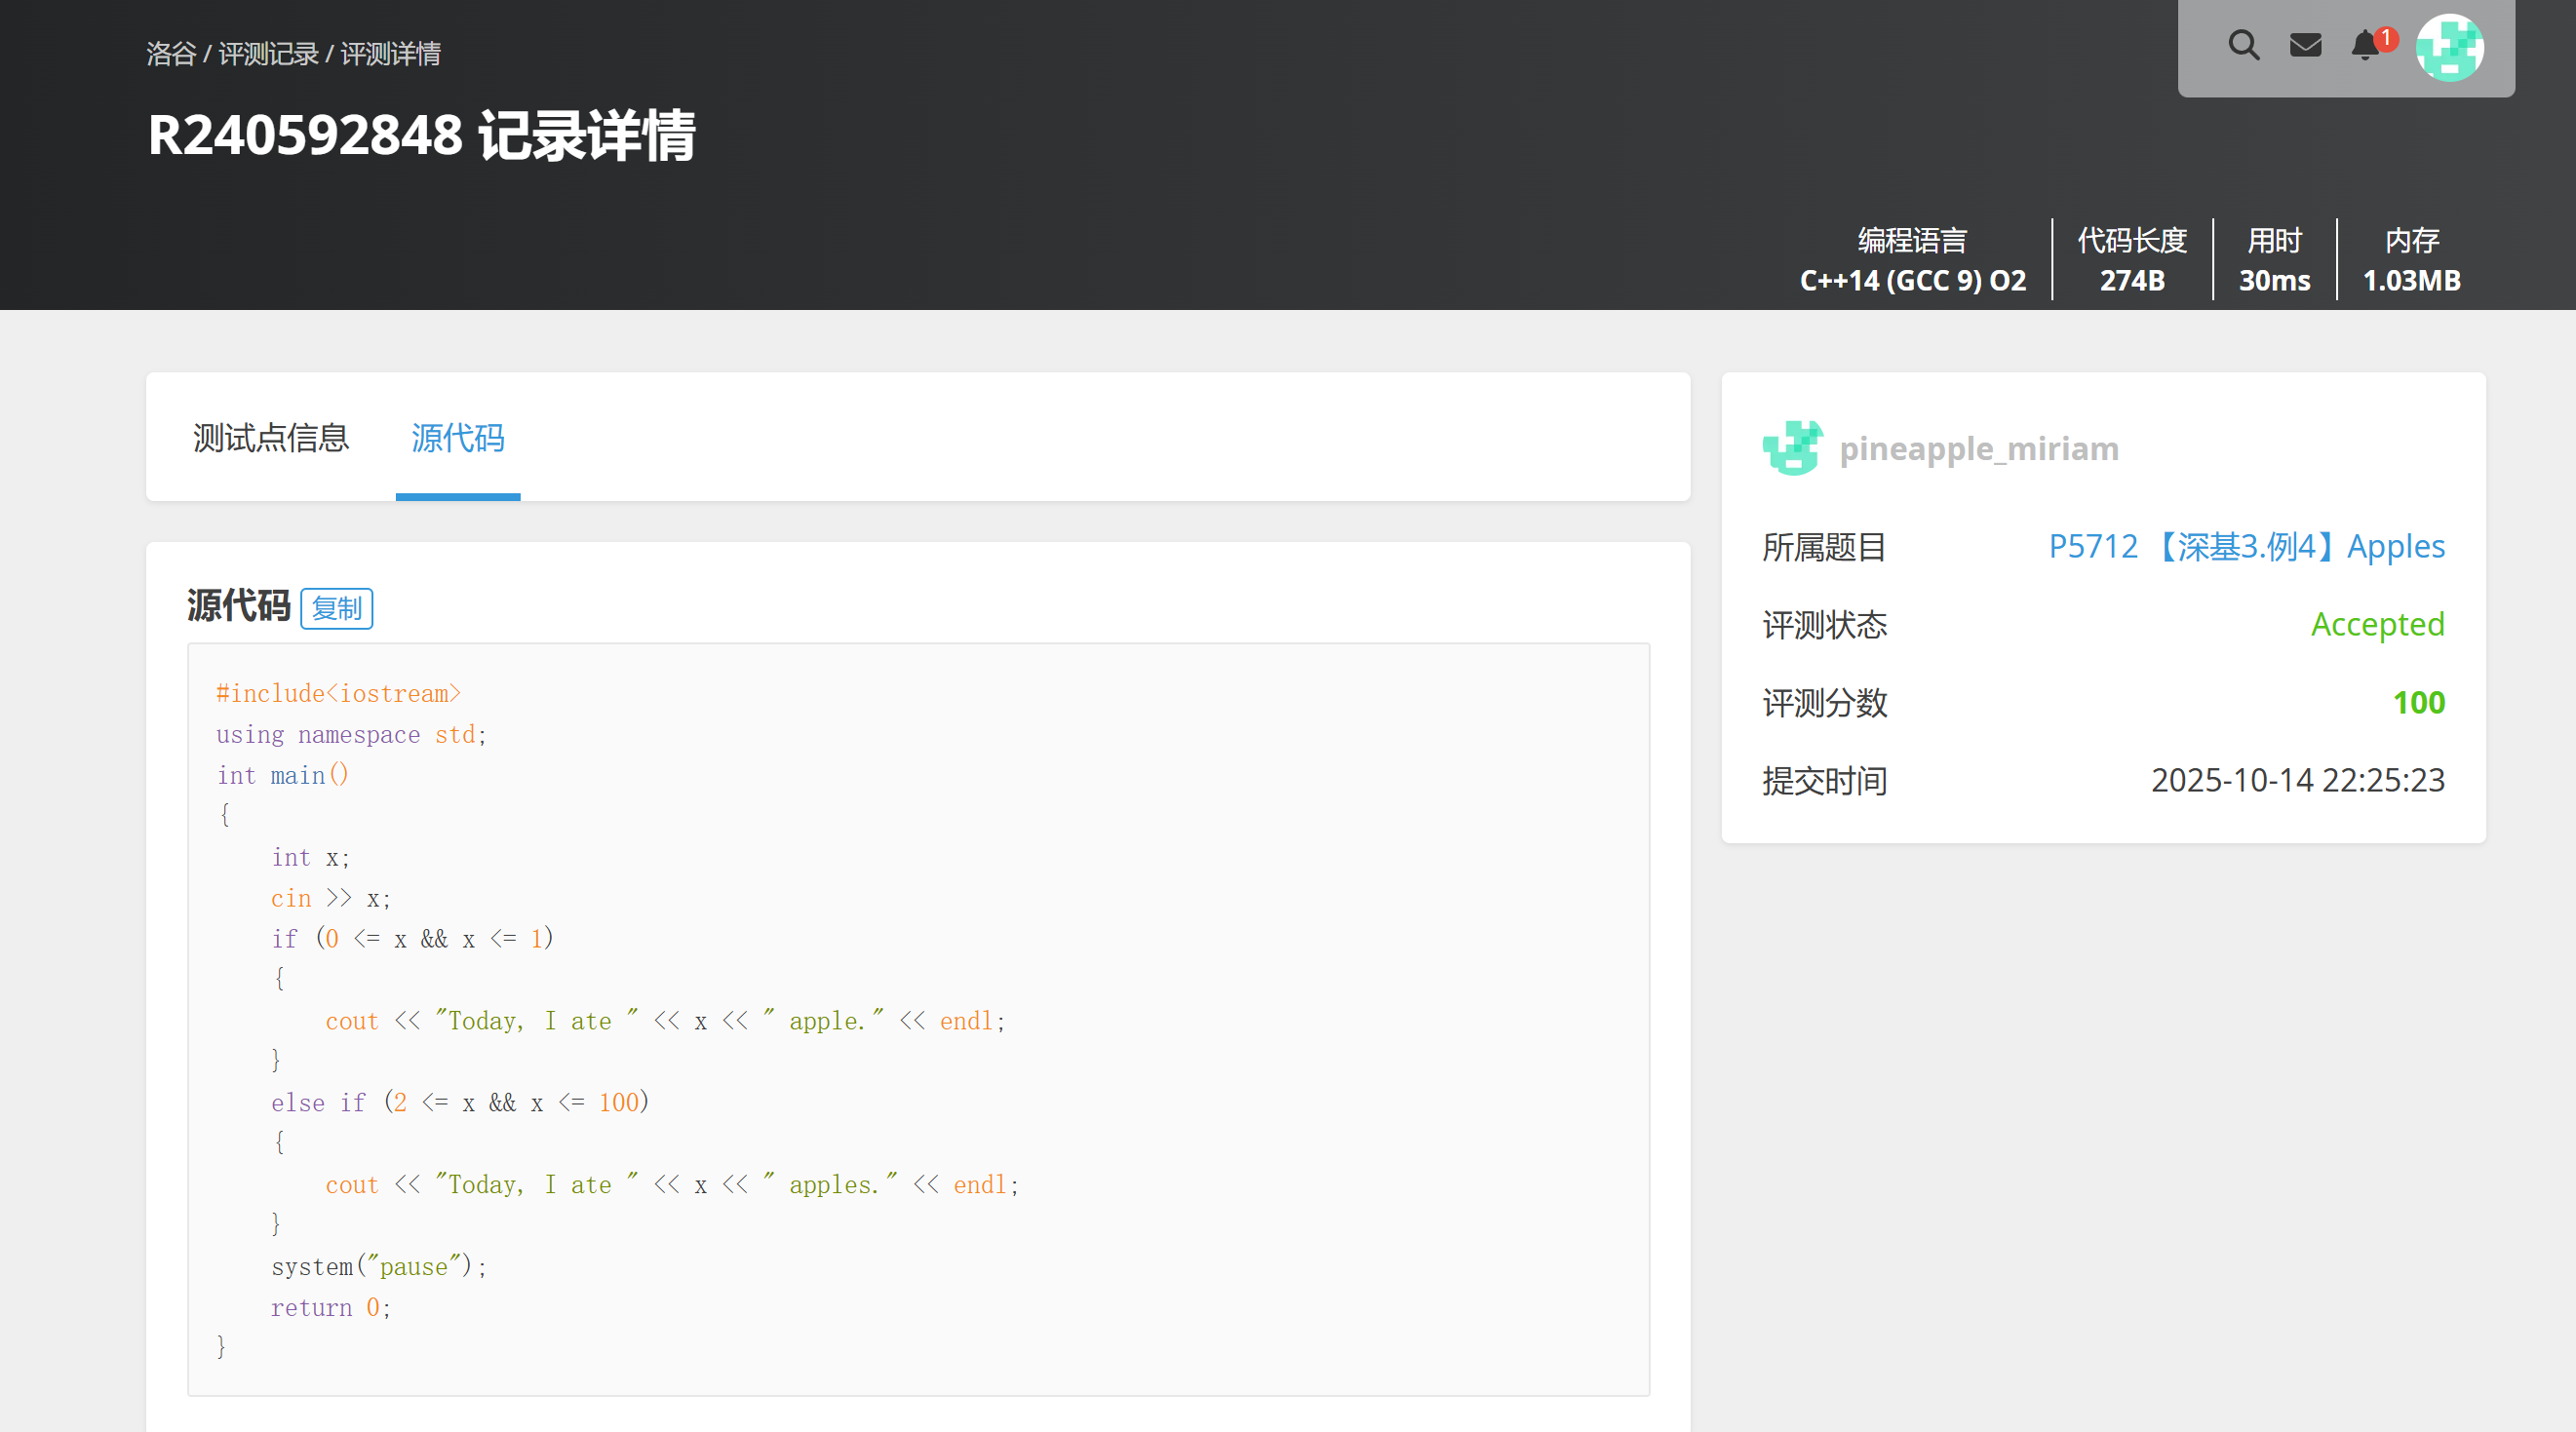 洛谷 / 评测记录 / 评测详情
1
R240592848 记录详情
编程语言 代码长度 用时 内存
C++14 (GCC 9) O2 274B 30ms 1.03MB
测试点信息 源代码
源代码 复制
#include<iostream>
using namespace std;
int main()
{
    int x;
    cin >> x;
    if (0 <= x && x <= 1)
    {
        cout << "Today, I ate " << x << " apple." << endl;
    }
    else if (2 <= x && x <= 100)
    {
        cout << "Today, I ate " << x << " apples." << endl;
    }
    system("pause");
    return 0;
}
pineapple_miriam
所属题目 P5712 【深基3.例4】Apples
评测状态 Accepted
评测分数 100
提交时间 2025-10-14 22:25:23